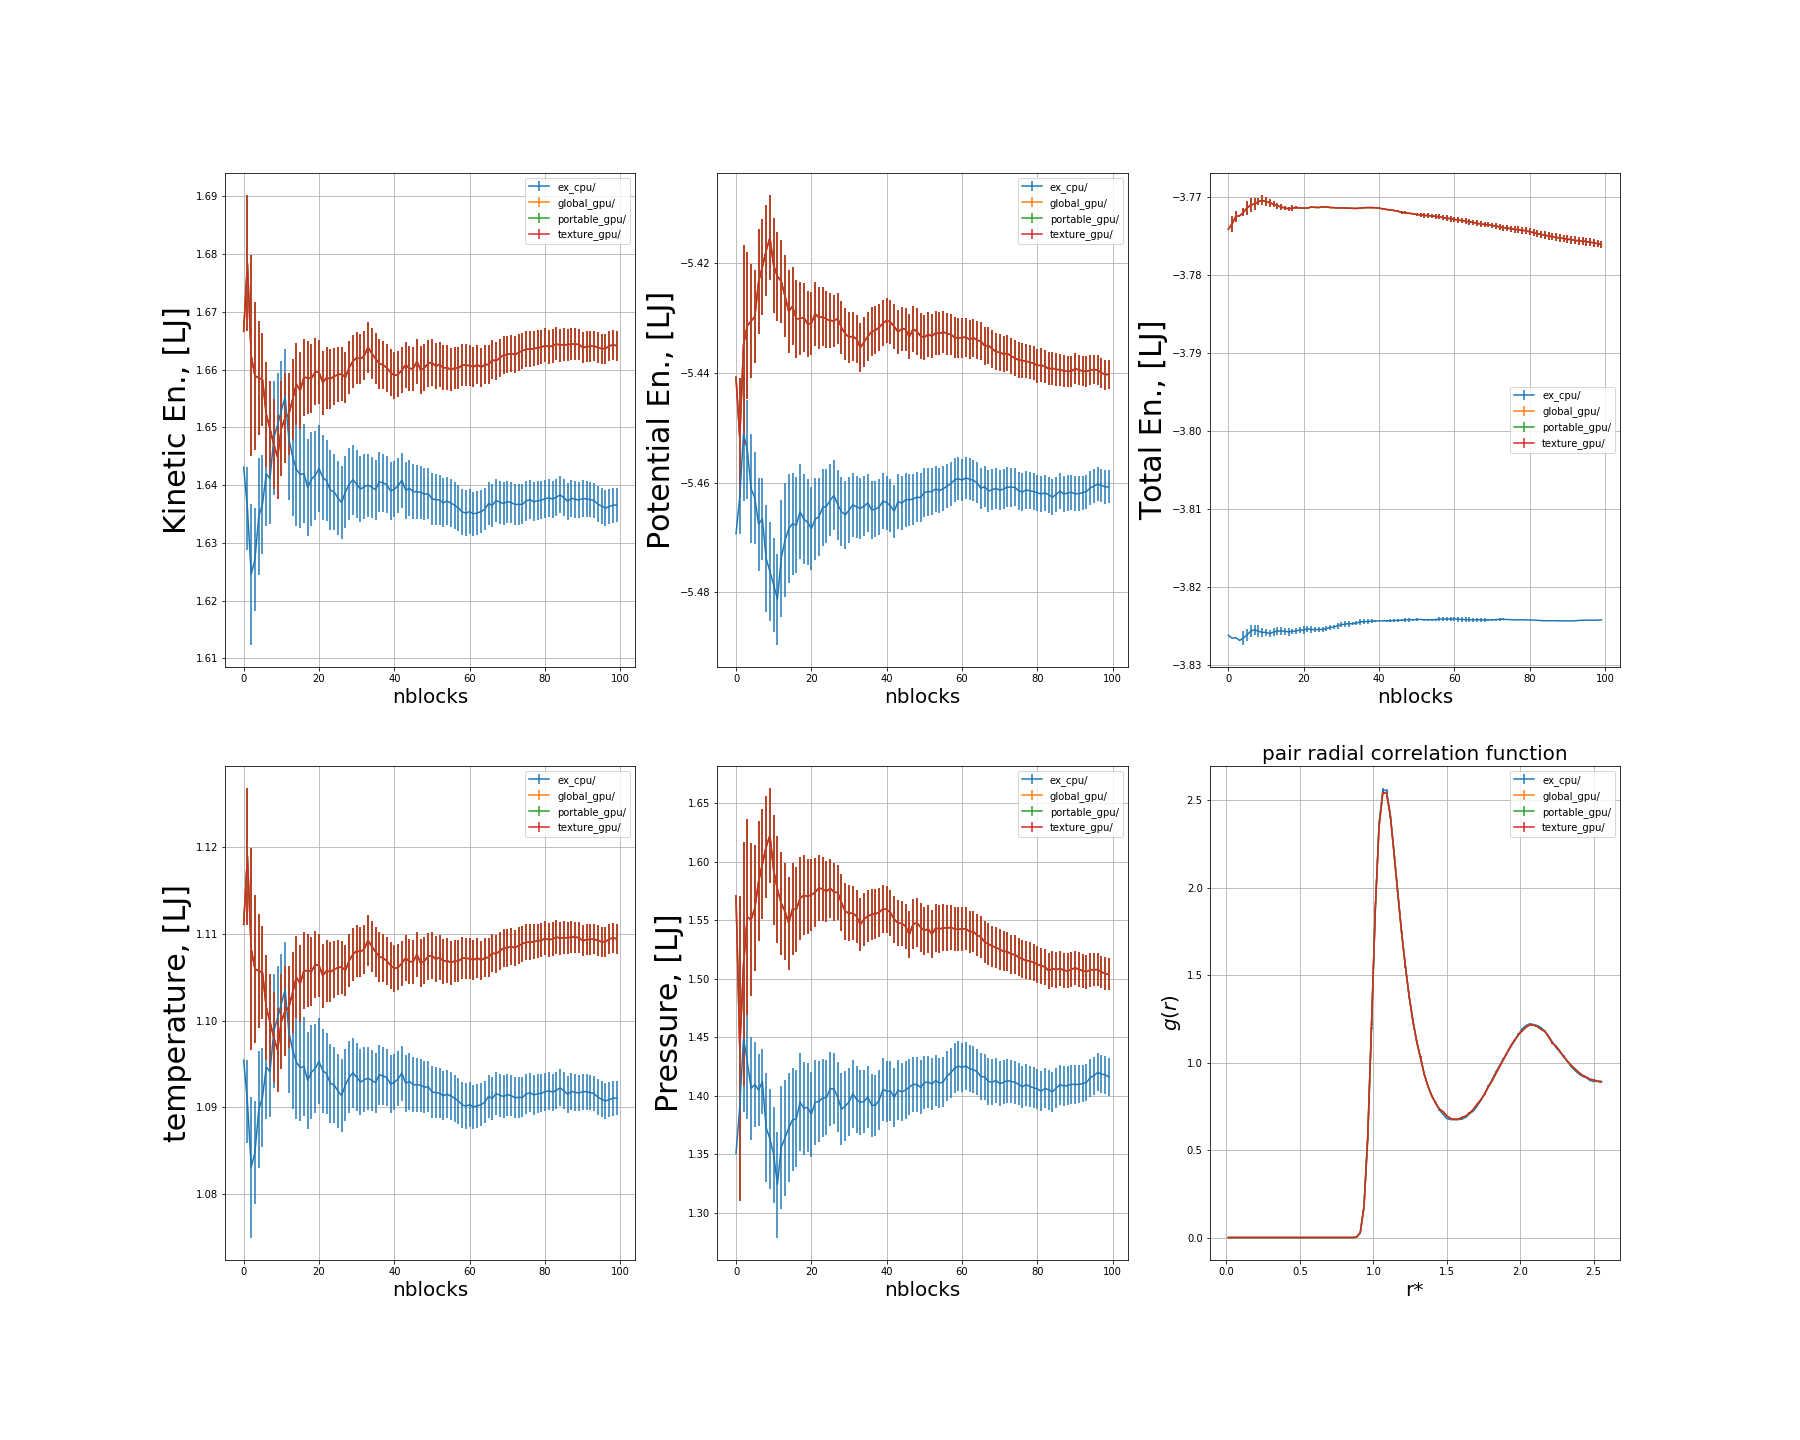 Kinetic En., [LJ]
1.69
1.68
1.67
1.66
1.65
1.64
1.63
1.62
1.61
0 20 40 60 80 100
nblocks
ex_cpu/
global_gpu/
portable_gpu/
texture_gpu/
Potential En., [LJ]
−5.42
−5.44
−5.46
−5.48
0 20 40 60 80 100
nblocks
ex_cpu/
global_gpu/
portable_gpu/
texture_gpu/
Total En., [LJ]
−3.77
−3.78
−3.79
−3.80
−3.81
−3.82
−3.83
0 20 40 60 80 100
nblocks
ex_cpu/
global_gpu/
portable_gpu/
texture_gpu/
temperature, [LJ]
1.12
1.11
1.10
1.09
1.08
0 20 40 60 80 100
nblocks
ex_cpu/
global_gpu/
portable_gpu/
texture_gpu/
Pressure, [LJ]
1.65
1.60
1.55
1.50
1.45
1.40
1.35
1.30
0 20 40 60 80 100
nblocks
ex_cpu/
global_gpu/
portable_gpu/
texture_gpu/
pair radial correlation function
g(r)
2.5
2.0
1.5
1.0
0.5
0.0
0.0 0.5 1.0 1.5 2.0 2.5
r*
ex_cpu/
global_gpu/
portable_gpu/
texture_gpu/